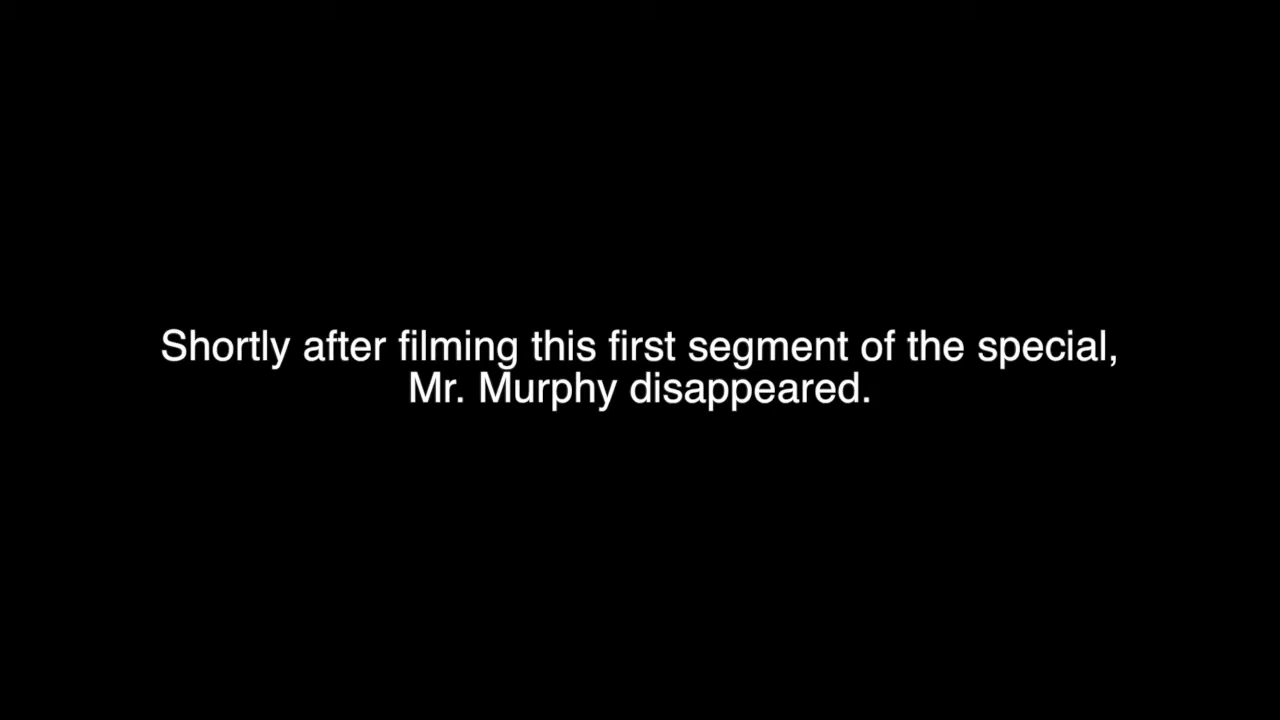 Shortly after filming this first segment of the special,
Mr. Murphy disappeared.